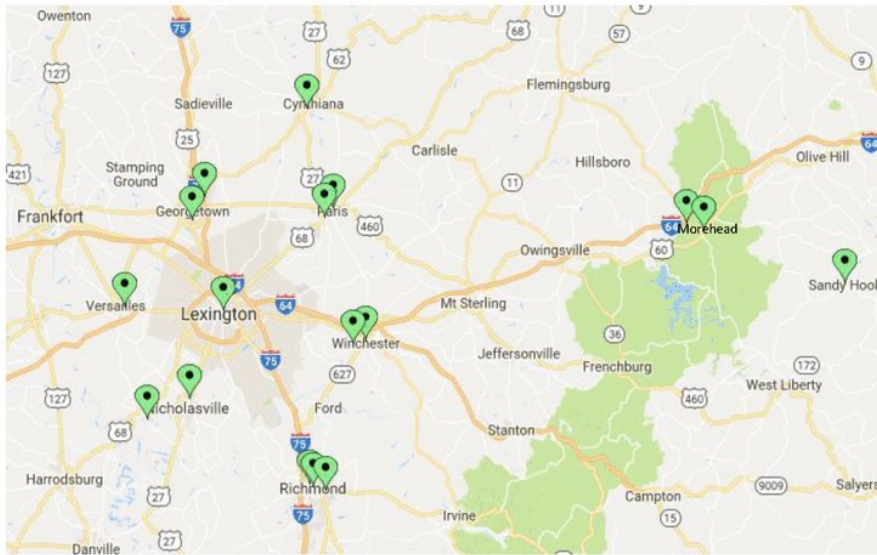 Owenton
75
27
68
9
57
62
127
Flemingsburg
Sadieville
Cynthiana
25
64
Carlisle
Olive Hill
Hillsboro
Stamping
Ground
421
27
11
Georgetown
Paris
Frankfort
460
64
Morehead
68
60
Owingsville
64
Sandy Hook
Versailles
64
Mt Sterling
Lexington
36
Winchester
Jeffersonville
75
172
Frenchburg
627
West Liberty
127
460
Nicholasville
Ford
68
Stanton
75
Harrodsburg
Richmond
9009
Salyers
27
Campton
Irvine
15
75
27
Danville